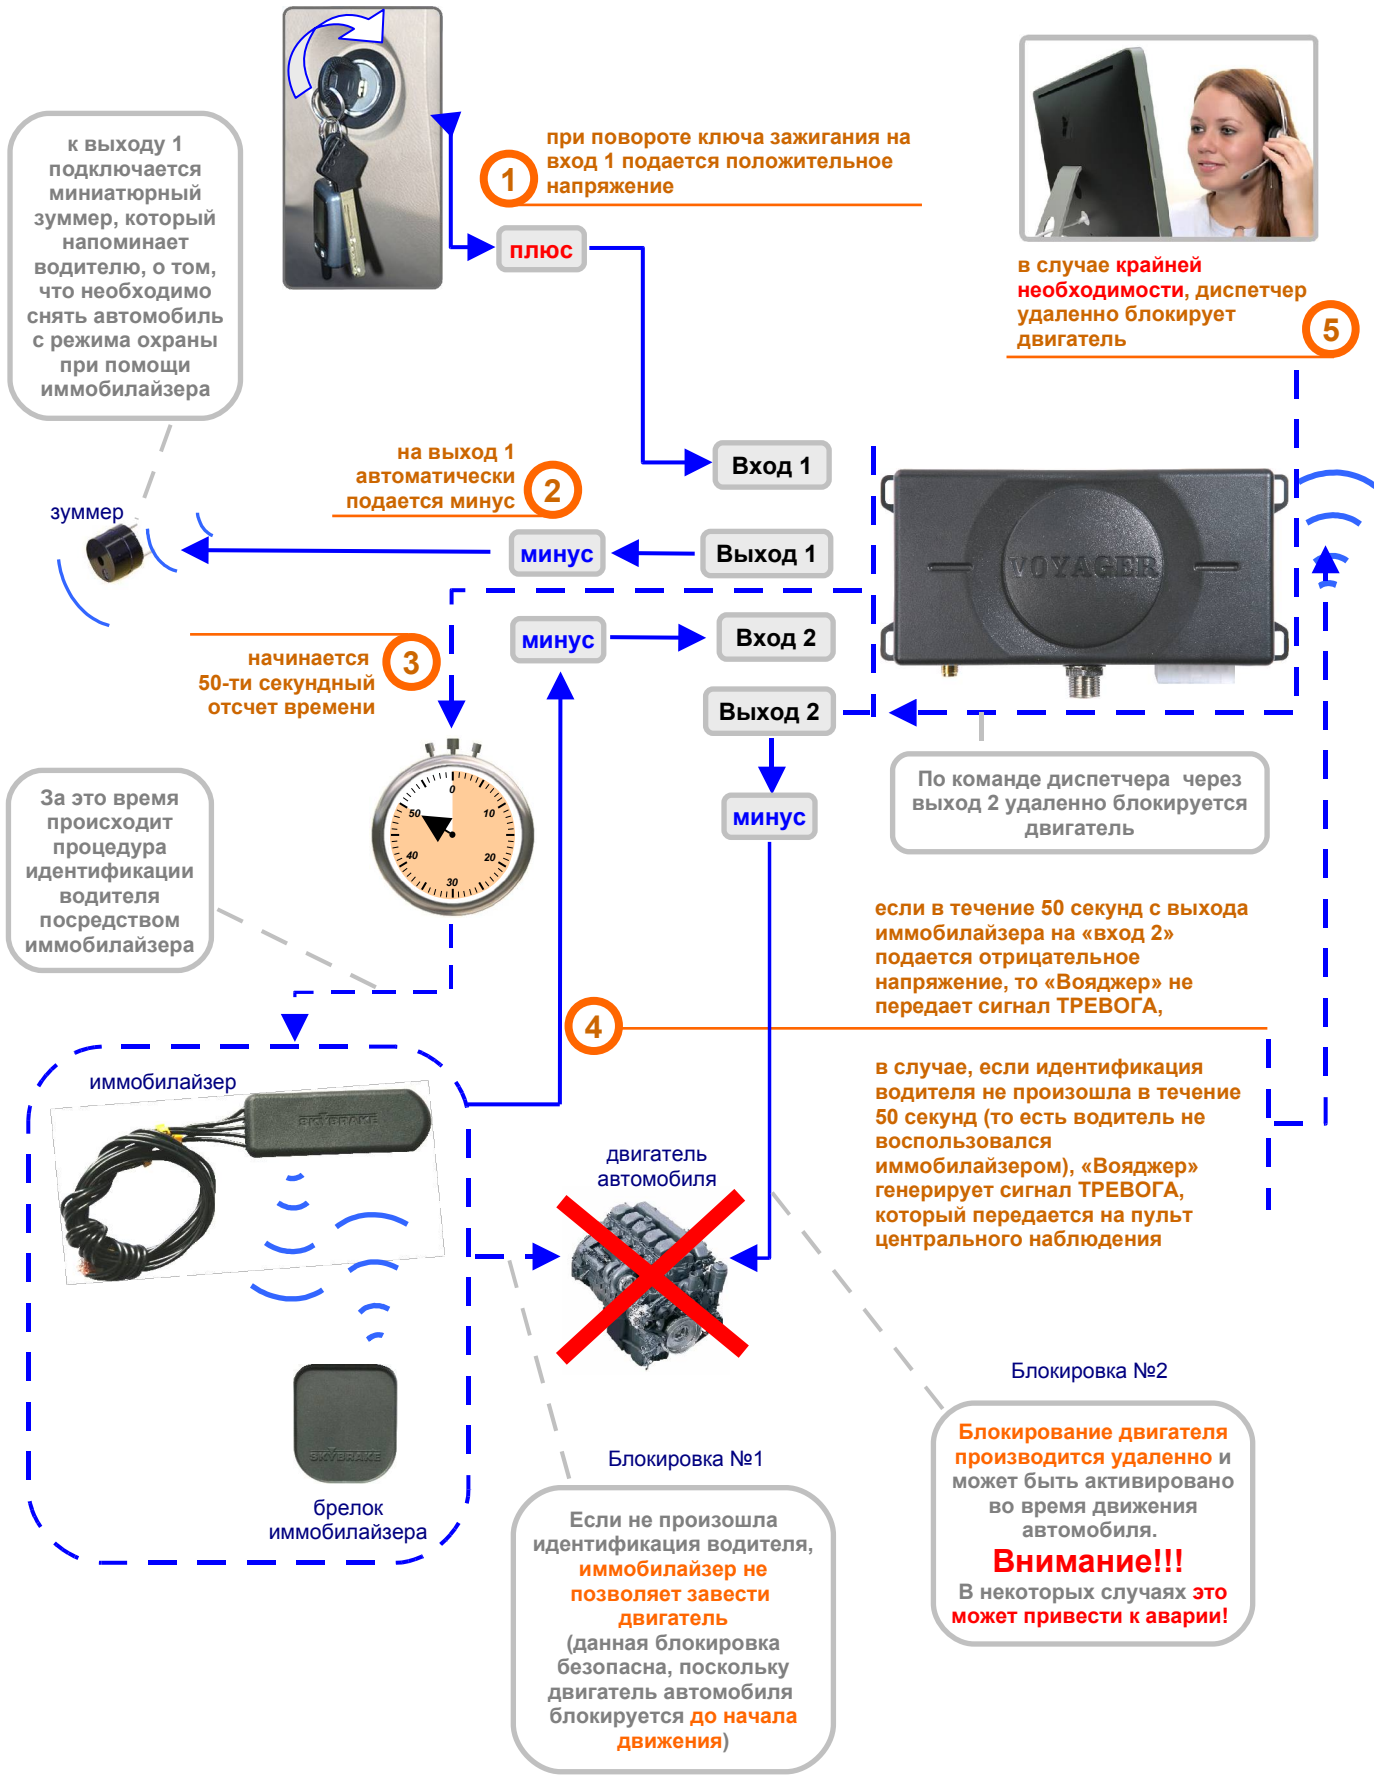 к выходу 1
подключается
миниатюрный
зуммер, который
напоминает
водителю, о том,
что необходимо
снять автомобиль
с режима охраны
при помощи
иммобилайзера
1
при повороте ключа зажигания на
вход 1 подается положительное
напряжение
плюс
в случае крайней
необходимости, диспетчер
удаленно блокирует
двигатель
5
на выход 1
автоматически
подается минус
2
Вход 1
зуммер
минус
Выход 1
VOYAGER
начинается
50-ти секундный
отсчет времени
3
минус
Вход 2
Выход 2
минус
По команде диспетчера через
выход 2 удаленно блокируется
двигатель
0
10
20
30
40
50
За это время
происходит
процедура
идентификации
водителя
посредством
иммобилайзера
4
если в течение 50 секунд с выхода
иммобилайзера на «вход 2»
подается отрицательное
напряжение, то «Вояджер» не
передает сигнал ТРЕВОГА,
в случае, если идентификация
водителя не произошла в течение
50 секунд (то есть водитель не
воспользовался
иммобилайзером), «Вояджер»
генерирует сигнал ТРЕВОГА,
который передается на пульт
центрального наблюдения
иммобилайзер
SKYBRAKE
двигатель
автомобиля
SKYBRAKE
брелок
иммобилайзера
Блокировка №1
Если не произошла
идентификация водителя,
иммобилайзер не
позволяет завести
двигатель
(данная блокировка
безопасна, поскольку
двигатель автомобиля
блокируется до начала
движения)
Блокировка №2
Блокирование двигателя
производится удаленно и
может быть активировано
во время движения
автомобиля.
Внимание!!!
В некоторых случаях это
может привести к аварии!